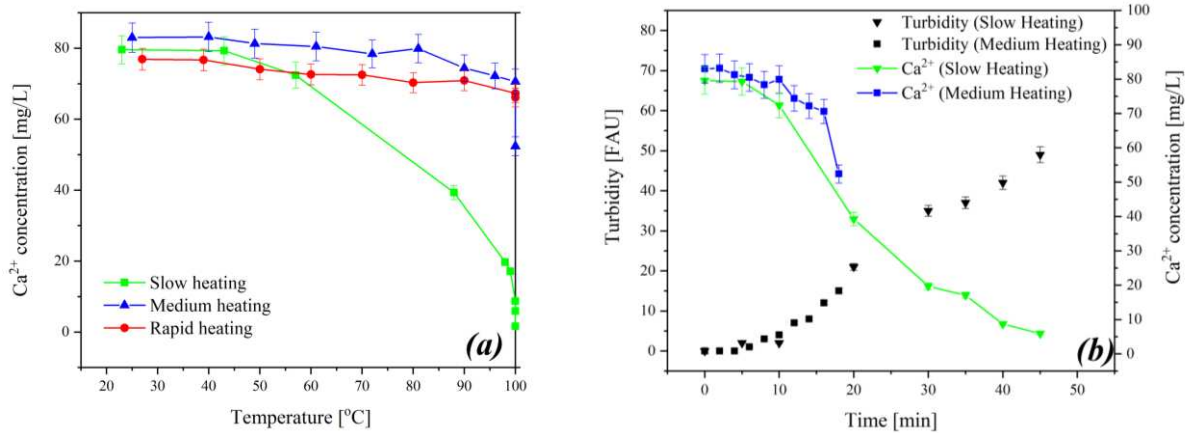 80
60
40
20
0
Ca²⁺ concentration [mg/L]
Slow heating
Medium heating
Rapid heating
(a)
20 30 40 50 60 70 80 90 100
Temperature [°C]
80
70
60
50
40
30
20
10
0
Turbidity [FAU]
Turbidity (Slow Heating)
Turbidity (Medium Heating)
Ca²⁺ (Slow Heating)
Ca²⁺ (Medium Heating)
100
90
80
70
60
50
40
30
20
10
0
Ca²⁺ concentration [mg/L]
(b)
0 10 20 30 40 50
Time [min]